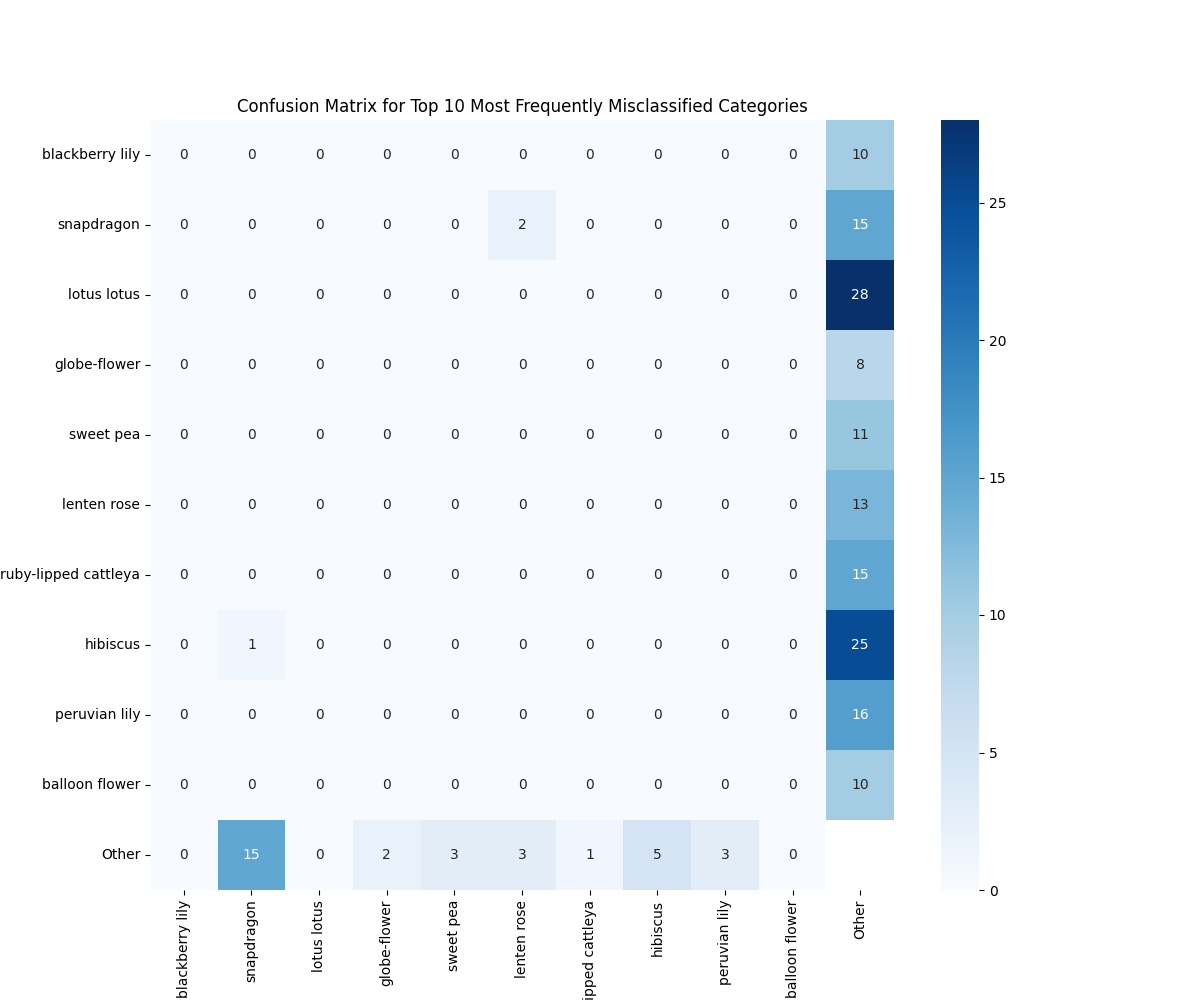 Confusion Matrix for Top 10 Most Frequently Misclassified Categories
blackberry lily 0 0 0 0 0 0 0 0 0 0 10
snapdragon 0 0 0 0 0 2 0 0 0 0 15
lotus lotus 0 0 0 0 0 0 0 0 0 0 28
globe-flower 0 0 0 0 0 0 0 0 0 0 8
sweet pea 0 0 0 0 0 0 0 0 0 0 11
lenten rose 0 0 0 0 0 0 0 0 0 0 13
ruby-lipped cattleya 0 0 0 0 0 0 0 0 0 0 15
hibiscus 0 1 0 0 0 0 0 0 0 0 25
peruvian lily 0 0 0 0 0 0 0 0 0 0 16
balloon flower 0 0 0 0 0 0 0 0 0 0 10
Other 0 15 0 2 3 3 1 5 3 0
blackberry lily
snapdragon
lotus lotus
globe-flower
sweet pea
lenten rose
ipped cattleya
hibiscus
peruvian lily
balloon flower
Other
25
20
15
10
5
0